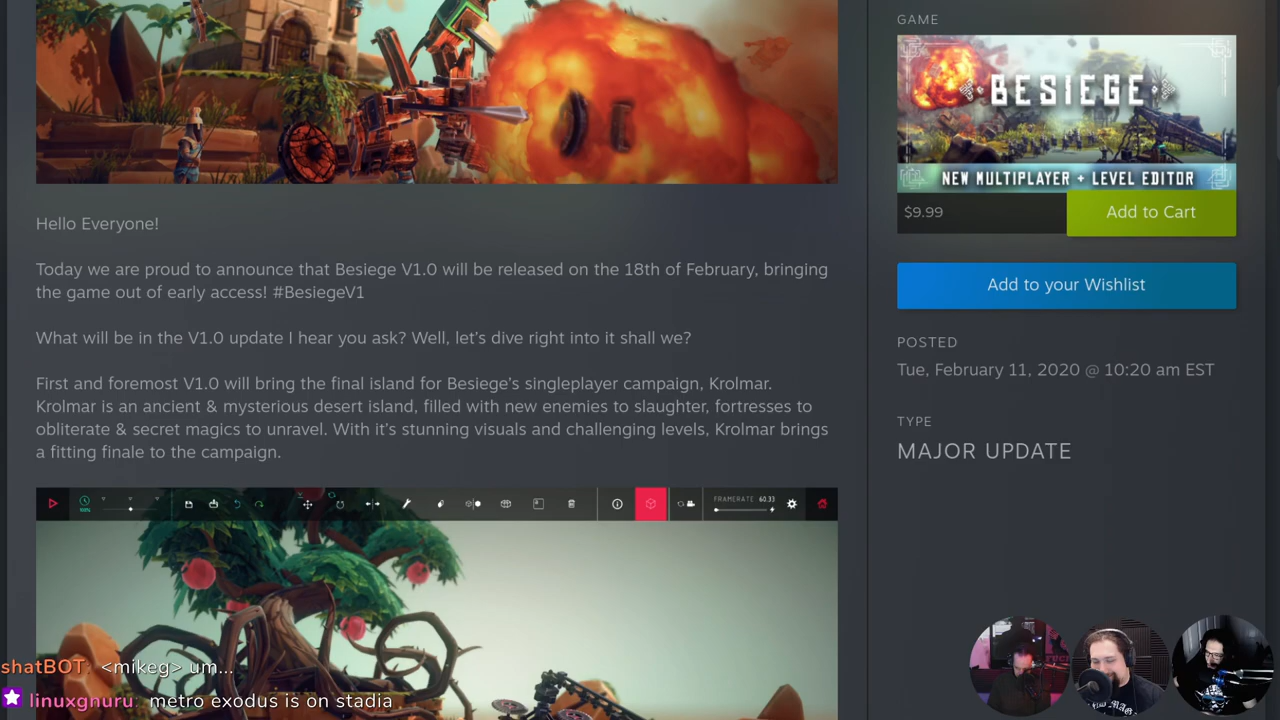 GAME
BESIEGE
NEW MULTIPLAYER + LEVEL EDITOR
$9.99
Add to Cart
Add to your Wishlist
POSTED
Tue, February 11, 2020 @ 10:20 am EST
TYPE
MAJOR UPDATE
Hello Everyone!
Today we are proud to announce that Besiege V1.0 will be released on the 18th of February, bringing
the game out of early access! #BesiegeV1
What will be in the V1.0 update I hear you ask? Well, let's dive right into it shall we?
First and foremost V1.0 will bring the final island for Besiege's singleplayer campaign, Krolmar.
Krolmar is an ancient & mysterious desert island, filled with new enemies to slaughter, fortresses to
obliterate & secret magics to unravel. With it's stunning visuals and challenging levels, Krolmar brings
a fitting finale to the campaign.
100%
FRAMERATE 60.33
shatBOT: <mikeg> um...
linuxgnuru: metro exodus is on stadia